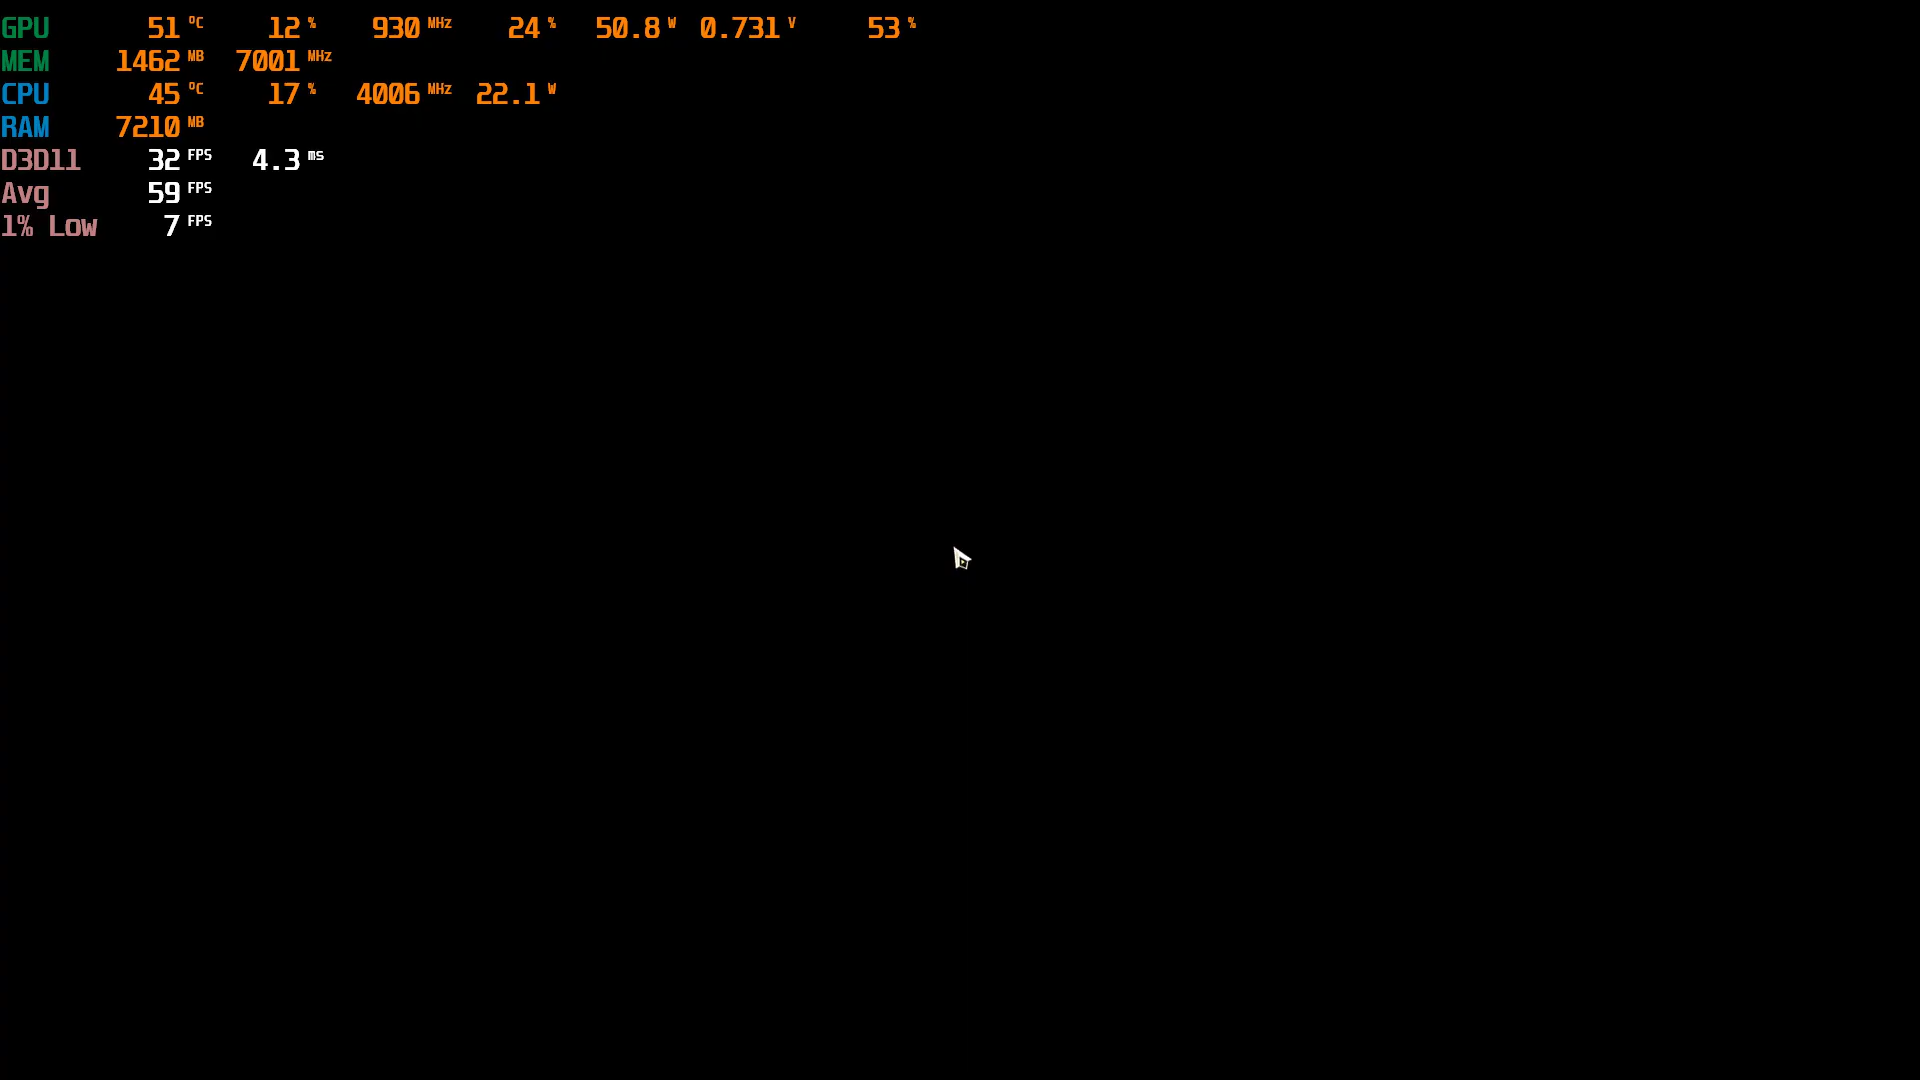 GPU 51 °C 12 % 930 MHz 24 % 50.8 W 0.731 V 53 %
MEM 1462 MB 7001 MHz
CPU 45 °C 17 % 4006 MHz 22.1 W
RAM 7210 MB
D3D11 32 FPS 4.3 ms
Avg 59 FPS
1% Low 7 FPS